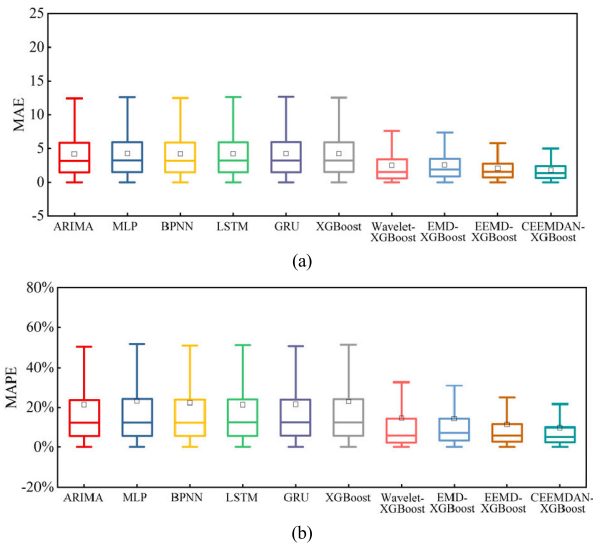 25
20
15
10
5
0
-5
MAE
ARIMA MLP BPNN LSTM GRU XGBoost Wavelet- EMD- EEMD- CEEMDAN-
XGBoost XGBoost XGBoost XGBoost
(a)
80%
60%
40%
20%
0%
-20%
MAPE
ARIMA MLP BPNN LSTM GRU XGBoost Wavelet- EMD- EEMD- CEEMDAN-
XGBoost XGBoost XGBoost XGBoost
(b)